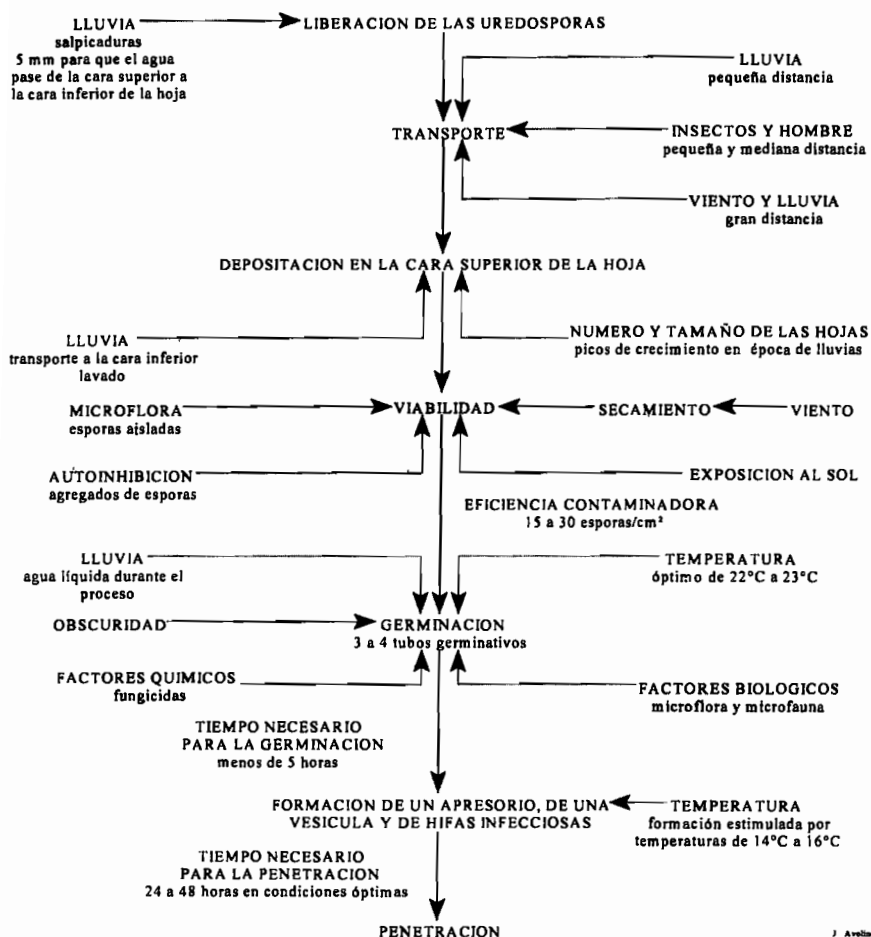 LLUVIA
salpicaduras
5 mm para que el agua
pase de la cara superior a
la cara inferior de la hoja
LIBERACION DE LAS UREDOSPORAS
LLUVIA
pequeña distancia
TRANSPORTE
INSECTOS Y HOMBRE
pequeña y mediana distancia
VIENTO Y LLUVIA
gran distancia
DEPOSITACION EN LA CARA SUPERIOR DE LA HOJA
LLUVIA
transporte a la cara inferior
lavado
NUMERO Y TAMAÑO DE LAS HOJAS
picos de crecimiento en época de lluvias
MICROFLORA
esporas aisladas
VIABILIDAD
SECAMIENTO
VIENTO
AUTOINHIBICION
agregados de esporas
EXPOSICION AL SOL
EFICIENCIA CONTAMINADORA
15 a 30 esporas/cm²
LLUVIA
agua líquida durante el
proceso
TEMPERATURA
óptimo de 22°C a 23°C
OBSCURIDAD
GERMINACION
3 a 4 tubos germinativos
FACTORES QUIMICOS
fungicidas
FACTORES BIOLOGICOS
microflora y microfauna
TIEMPO NECESARIO
PARA LA GERMINACION
menos de 5 horas
FORMACION DE UN APRESORIO, DE UNA
VESICULA Y DE HIFAS INFECCIOSAS
TEMPERATURA
formación estimulada por
temperaturas de 14°C a 16°C
TIEMPO NECESARIO
PARA LA PENETRACION
24 a 48 horas en condiciones óptimas
PENETRACION
J. Avelino